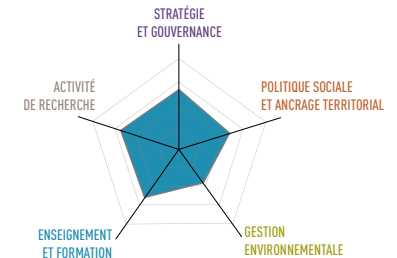 STRATÉGIE
ET GOUVERNANCE
ACTIVITÉ
DE RECHERCHE
POLITIQUE SOCIALE
ET ANCRAGE TERRITORIAL
ENSEIGNEMENT
ET FORMATION
GESTION
ENVIRONNEMENTALE